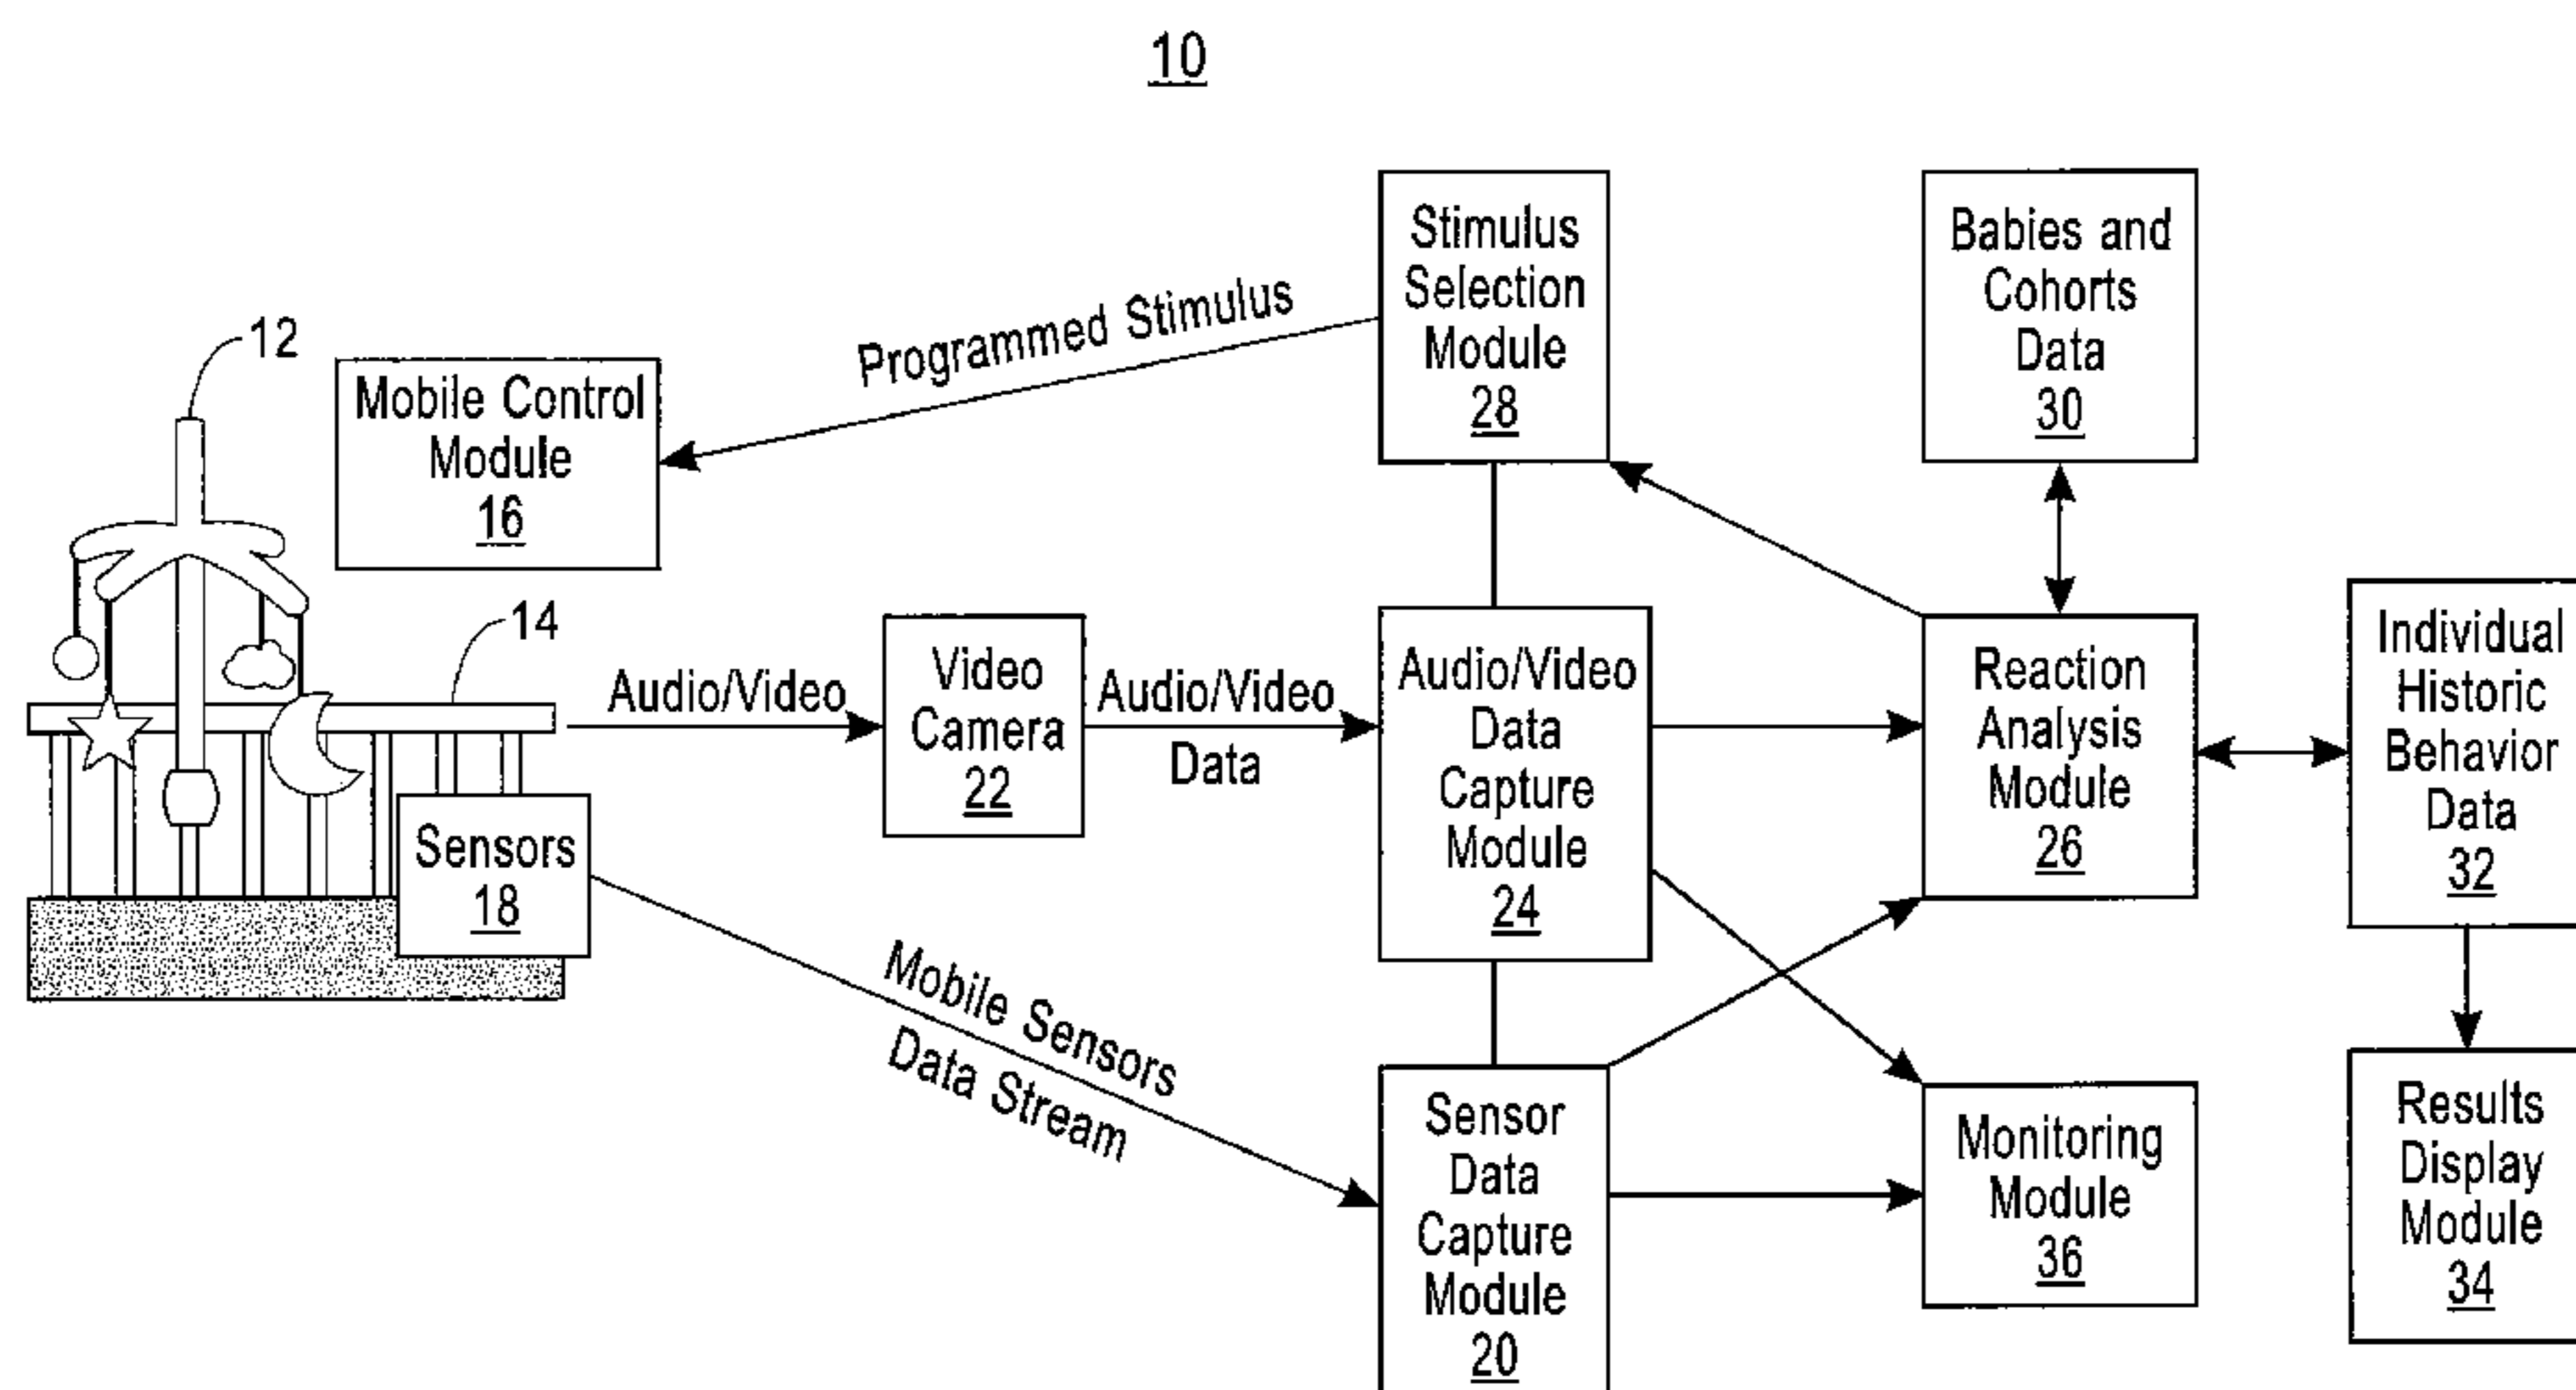 10
12
14
Mobile Control
Module
16
Programmed Stimulus
Stimulus
Selection
Module
28
Babies and
Cohorts
Data
30
Sensors
18
Audio/Video
Video
Camera
22
Audio/Video
Data
Audio/Video
Data
Capture
Module
24
Reaction
Analysis
Module
26
Individual
Historic
Behavior
Data
32
Mobile Sensors
Data Stream
Sensor
Data
Capture
Module
20
Monitoring
Module
36
Results
Display
Module
34